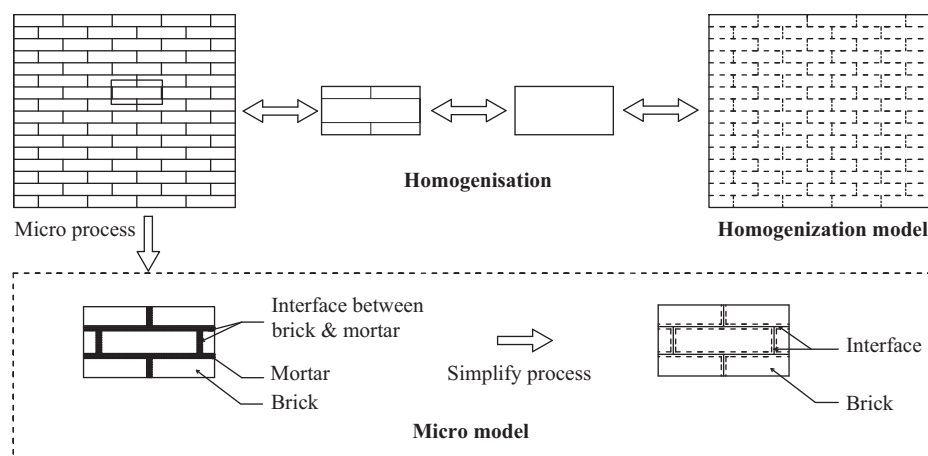 Homogenisation
Micro process
Homogenization model
Interface between
brick & mortar
Mortar
Brick
Simplify process
Interface
Brick
Micro model